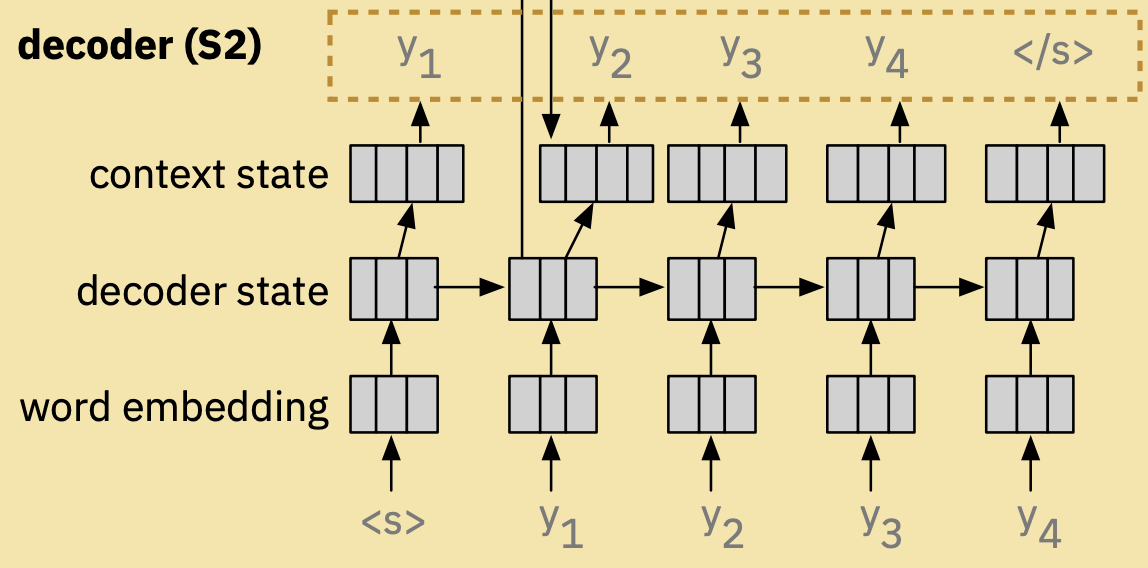 decoder (S2) y1 y2 y3 y4 </s>
context state
decoder state
word embedding
<s> y1 y2 y3 y4